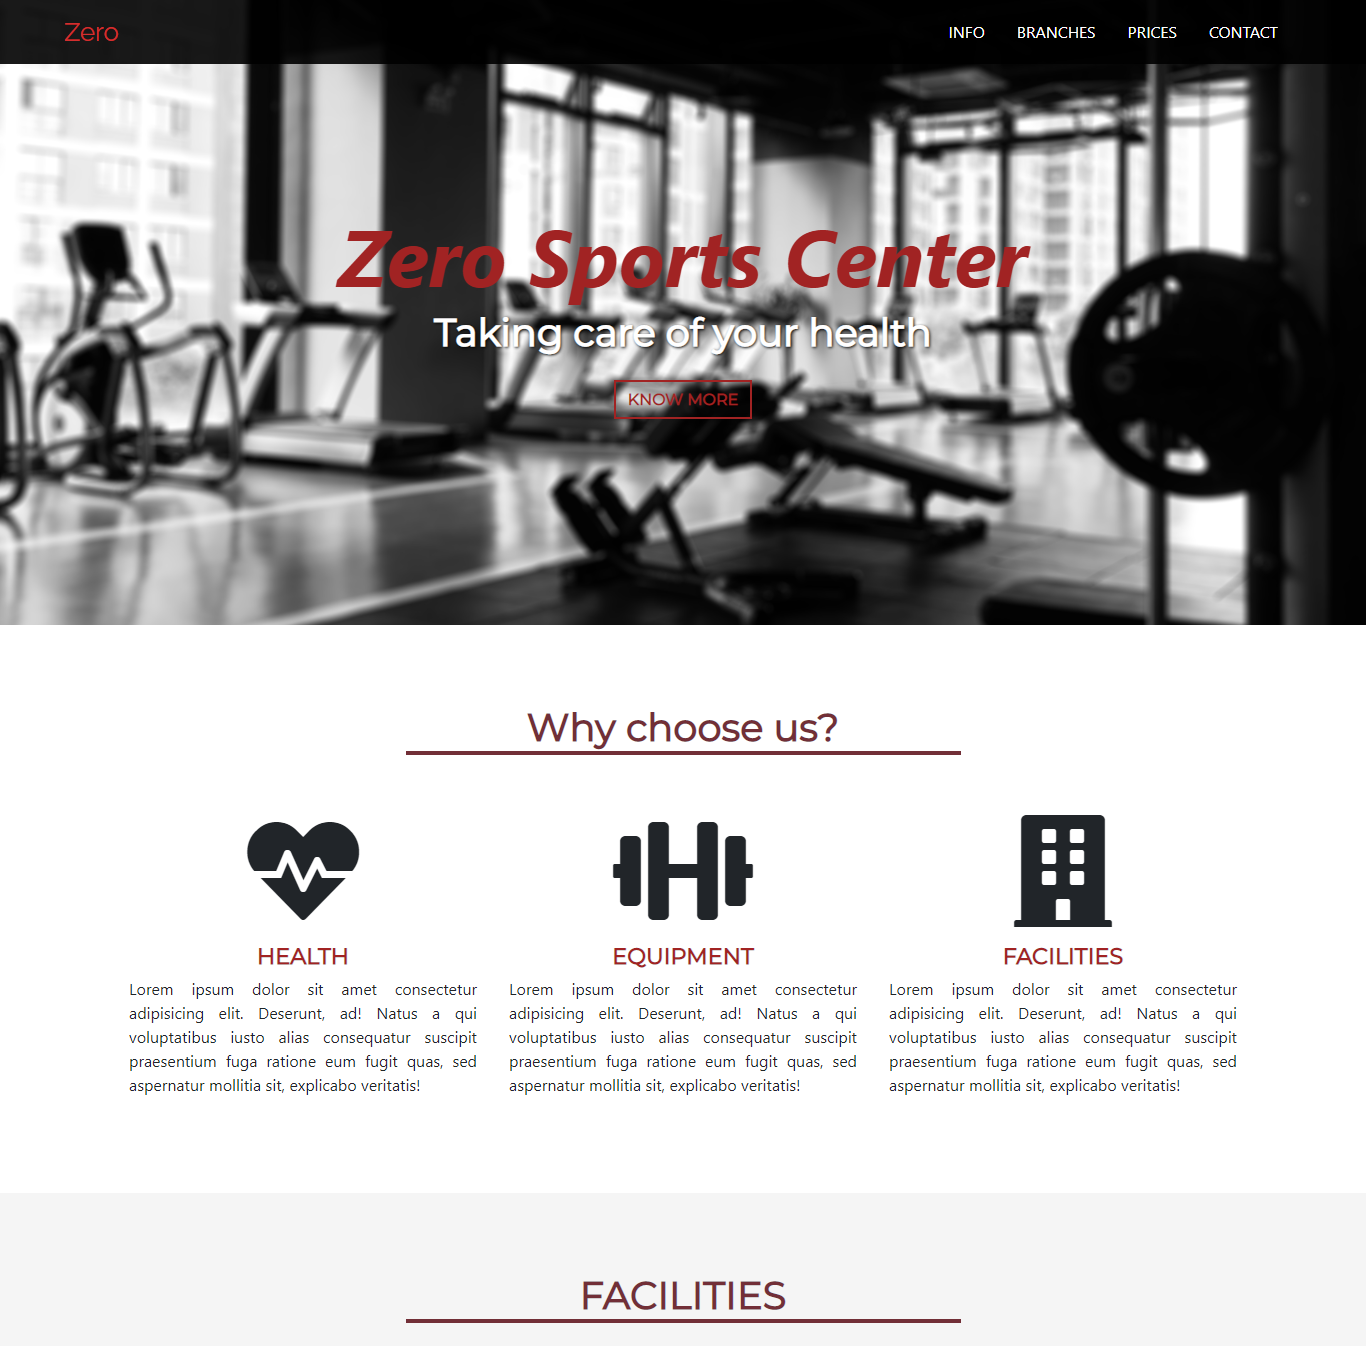 Zero
INFO BRANCHES PRICES CONTACT
Zero Sports Center
Taking care of your health
KNOW MORE
Why choose us?
HEALTH
Lorem ipsum dolor sit amet consectetur
adipisicing elit. Deserunt, ad! Natus a qui
voluptatibus iusto alias consequatur suscipit
praesentium fuga ratione eum fugit quas, sed
aspernatur mollitia sit, explicabo veritatis!
EQUIPMENT
Lorem ipsum dolor sit amet consectetur
adipisicing elit. Deserunt, ad! Natus a qui
voluptatibus iusto alias consequatur suscipit
praesentium fuga ratione eum fugit quas, sed
aspernatur mollitia sit, explicabo veritatis!
FACILITIES
Lorem ipsum dolor sit amet consectetur
adipisicing elit. Deserunt, ad! Natus a qui
voluptatibus iusto alias consequatur suscipit
praesentium fuga ratione eum fugit quas, sed
aspernatur mollitia sit, explicabo veritatis!
FACILITIES